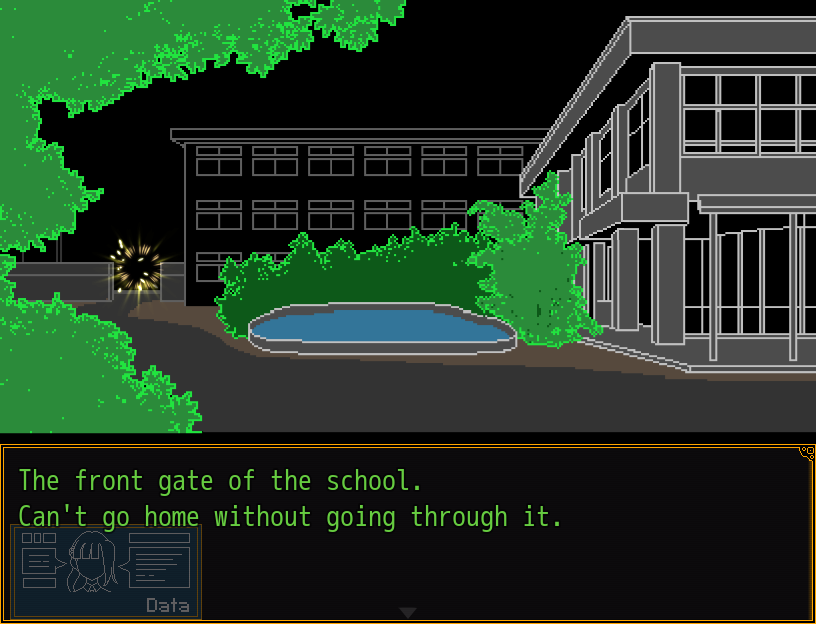 The front gate of the school.
Can't go home without going through it.
Data